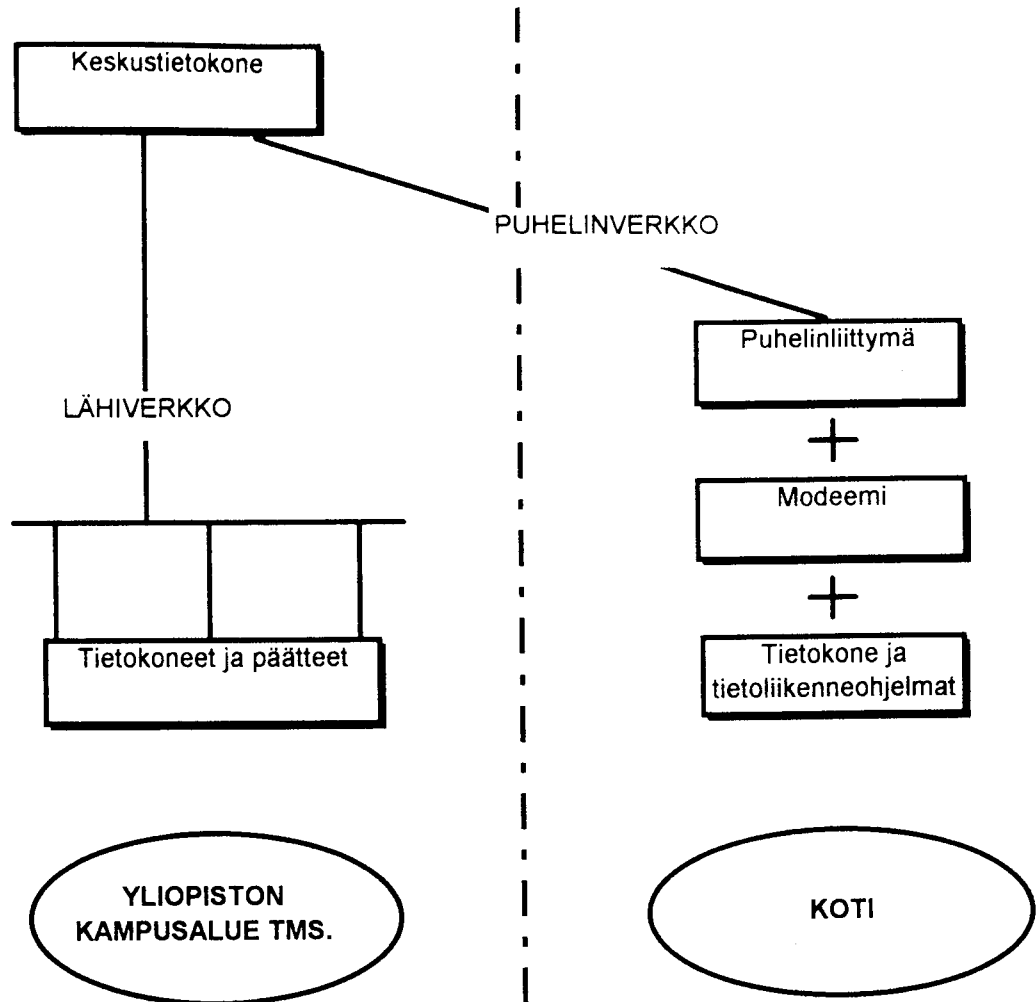 Keskustietokone
PUHELINVERKKO
Puhelinliittymä
LÄHIVERKKO
Modeemi
Tietokoneet ja päätteet
Tietokone ja
tietoliikenneohjelmat
YLIOPISTON
KAMPUSALUE TMS.
KOTI